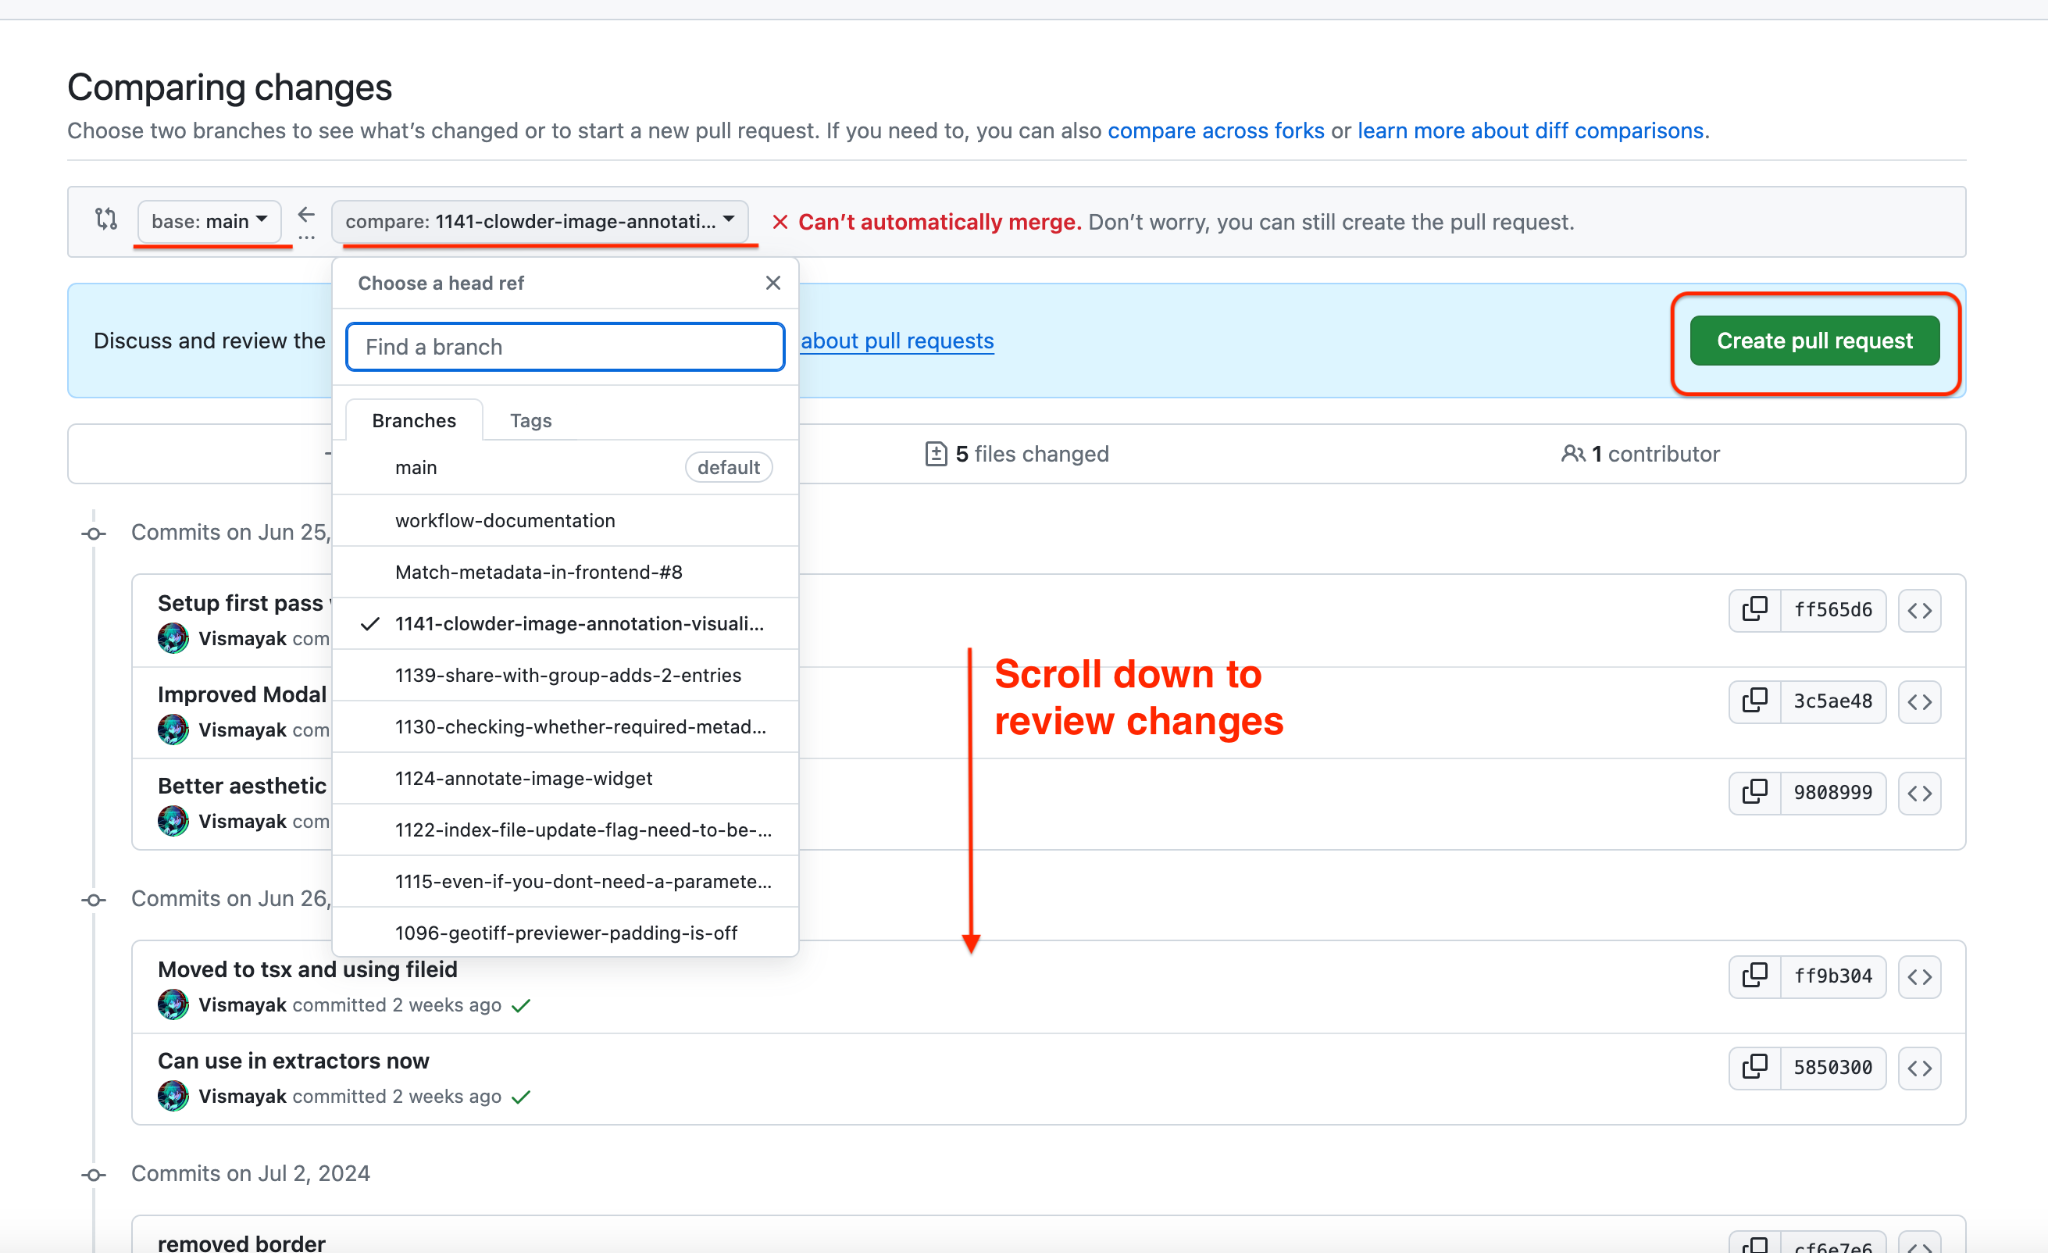 Comparing changes
Choose two branches to see what's changed or to start a new pull request. If you need to, you can also compare across forks or learn more about diff comparisons.
base: main
compare: 1141-clowder-image-annotati...
Can't automatically merge. Don't worry, you can still create the pull request.
Choose a head ref
Discuss and review the
Find a branch
about pull requests
Create pull request
Branches
Tags
main
default
5 files changed
1 contributor
workflow-documentation
Commits on Jun 25,
Match-metadata-in-frontend-#8
Setup first pass
ff565d6
1141-clowder-image-annotation-visuali...
Vismayak com
1139-share-with-group-adds-2-entries
Scroll down to
review changes
Improved Modal
3c5ae48
1130-checking-whether-required-metad...
Vismayak com
1124-annotate-image-widget
Better aesthetic
9808999
Vismayak com
1122-index-file-update-flag-need-to-be-...
1115-even-if-you-dont-need-a-paramete...
Commits on Jun 26,
1096-geotiff-previewer-padding-is-off
Moved to tsx and using fileid
ff9b304
Vismayak committed 2 weeks ago
Can use in extractors now
5850300
Vismayak committed 2 weeks ago
Commits on Jul 2, 2024
removed border
cf6e7e6